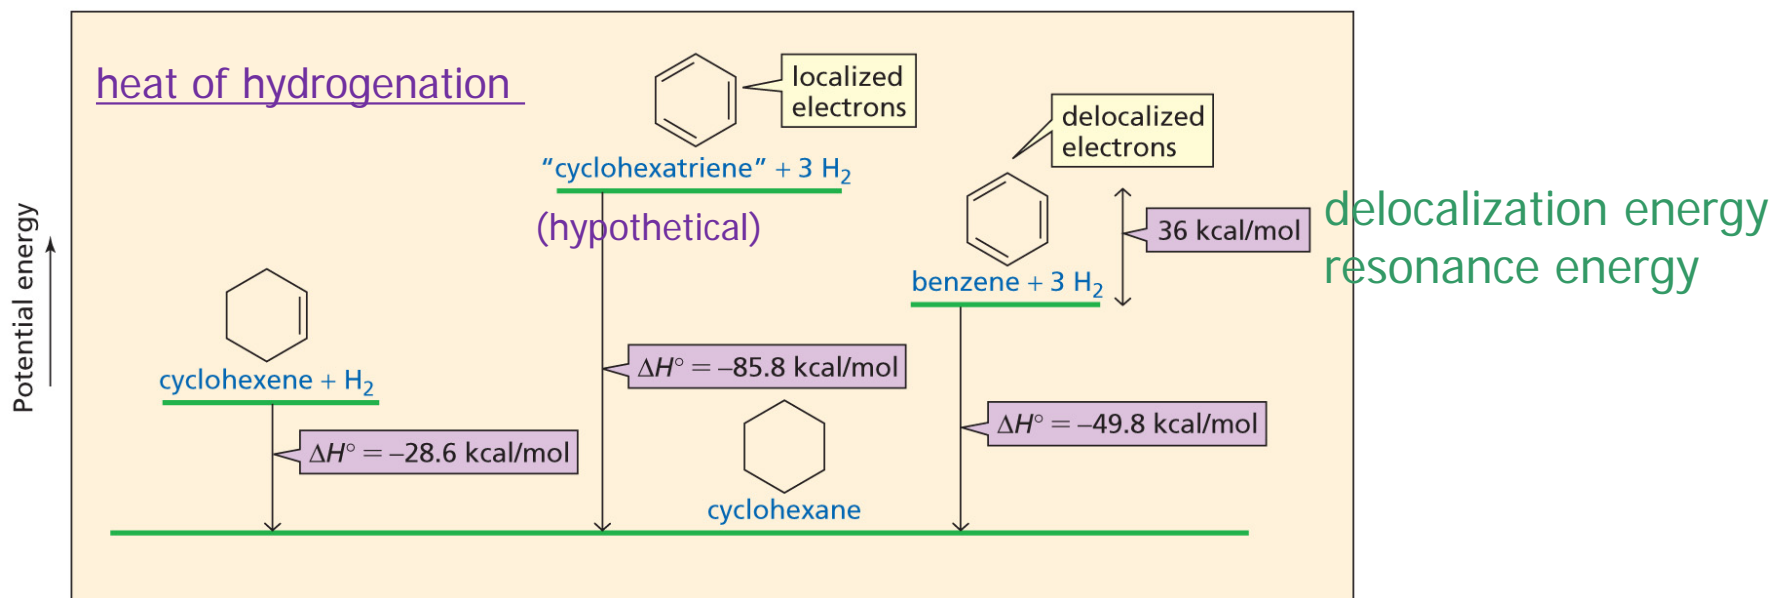 heat of hydrogenation
localized
electrons
delocalized
electrons
“cyclohexatriene” + 3 H₂
(hypothetical)
36 kcal/mol
delocalization energy
resonance energy
benzene + 3 H₂
Potential energy
cyclohexene + H₂
ΔH° = –85.8 kcal/mol
ΔH° = –49.8 kcal/mol
ΔH° = –28.6 kcal/mol
cyclohexane